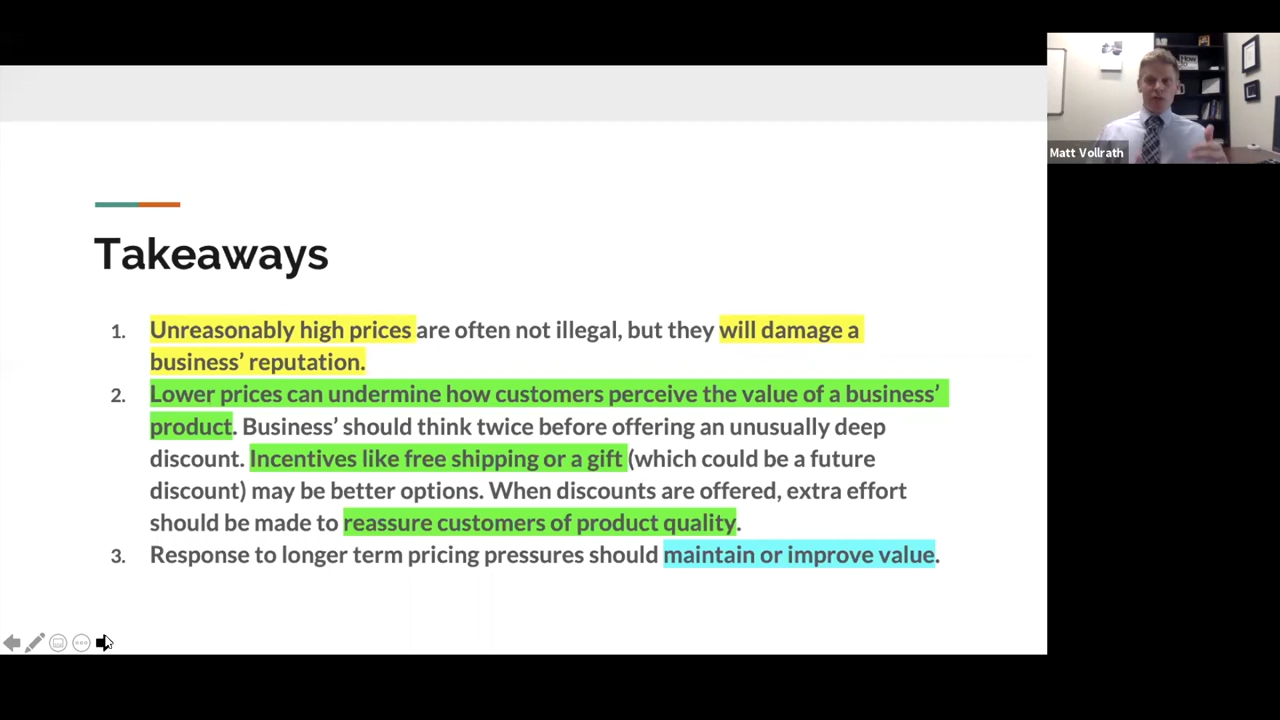 Matt Vollrath
Takeaways
1. Unreasonably high prices are often not illegal, but they will damage a
business’ reputation.
2. Lower prices can undermine how customers perceive the value of a business’
product. Business’ should think twice before offering an unusually deep
discount. Incentives like free shipping or a gift (which could be a future
discount) may be better options. When discounts are offered, extra effort
should be made to reassure customers of product quality.
3. Response to longer term pricing pressures should maintain or improve value.